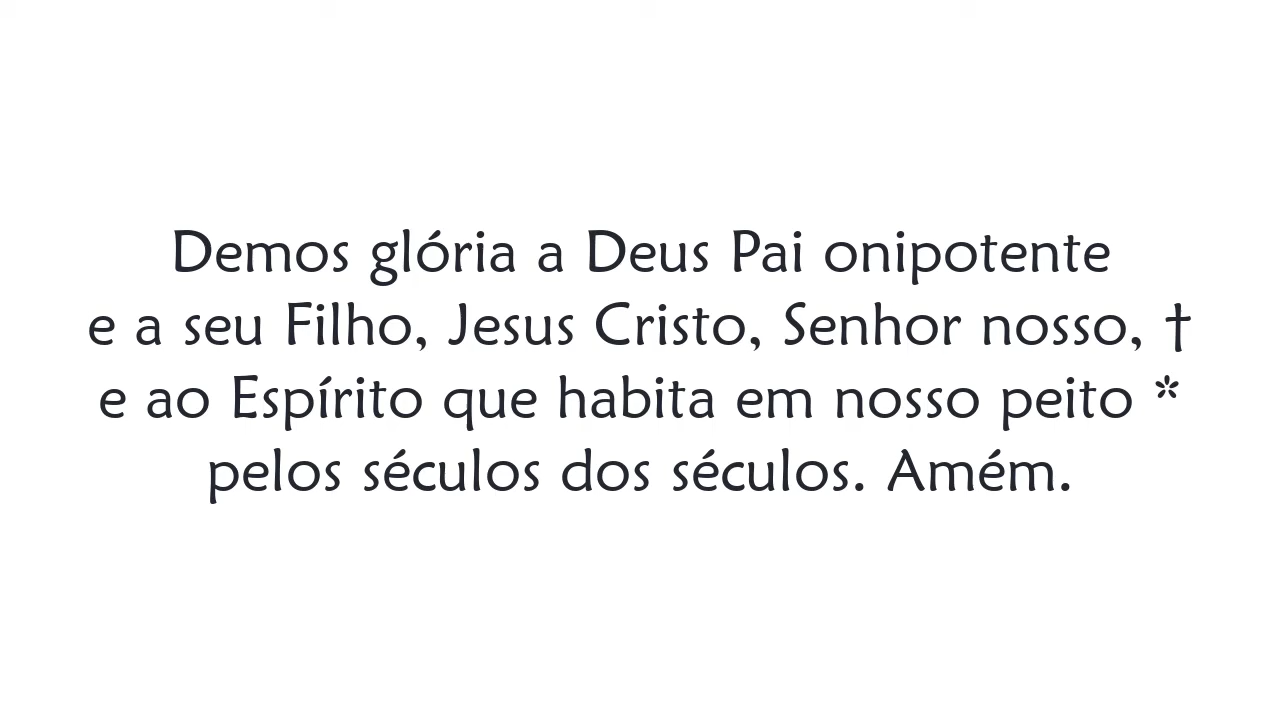 Demos glória a Deus Pai onipotente
e a seu Filho, Jesus Cristo, Senhor nosso, †
e ao Espírito que habita em nosso peito *
pelos séculos dos séculos. Amém.